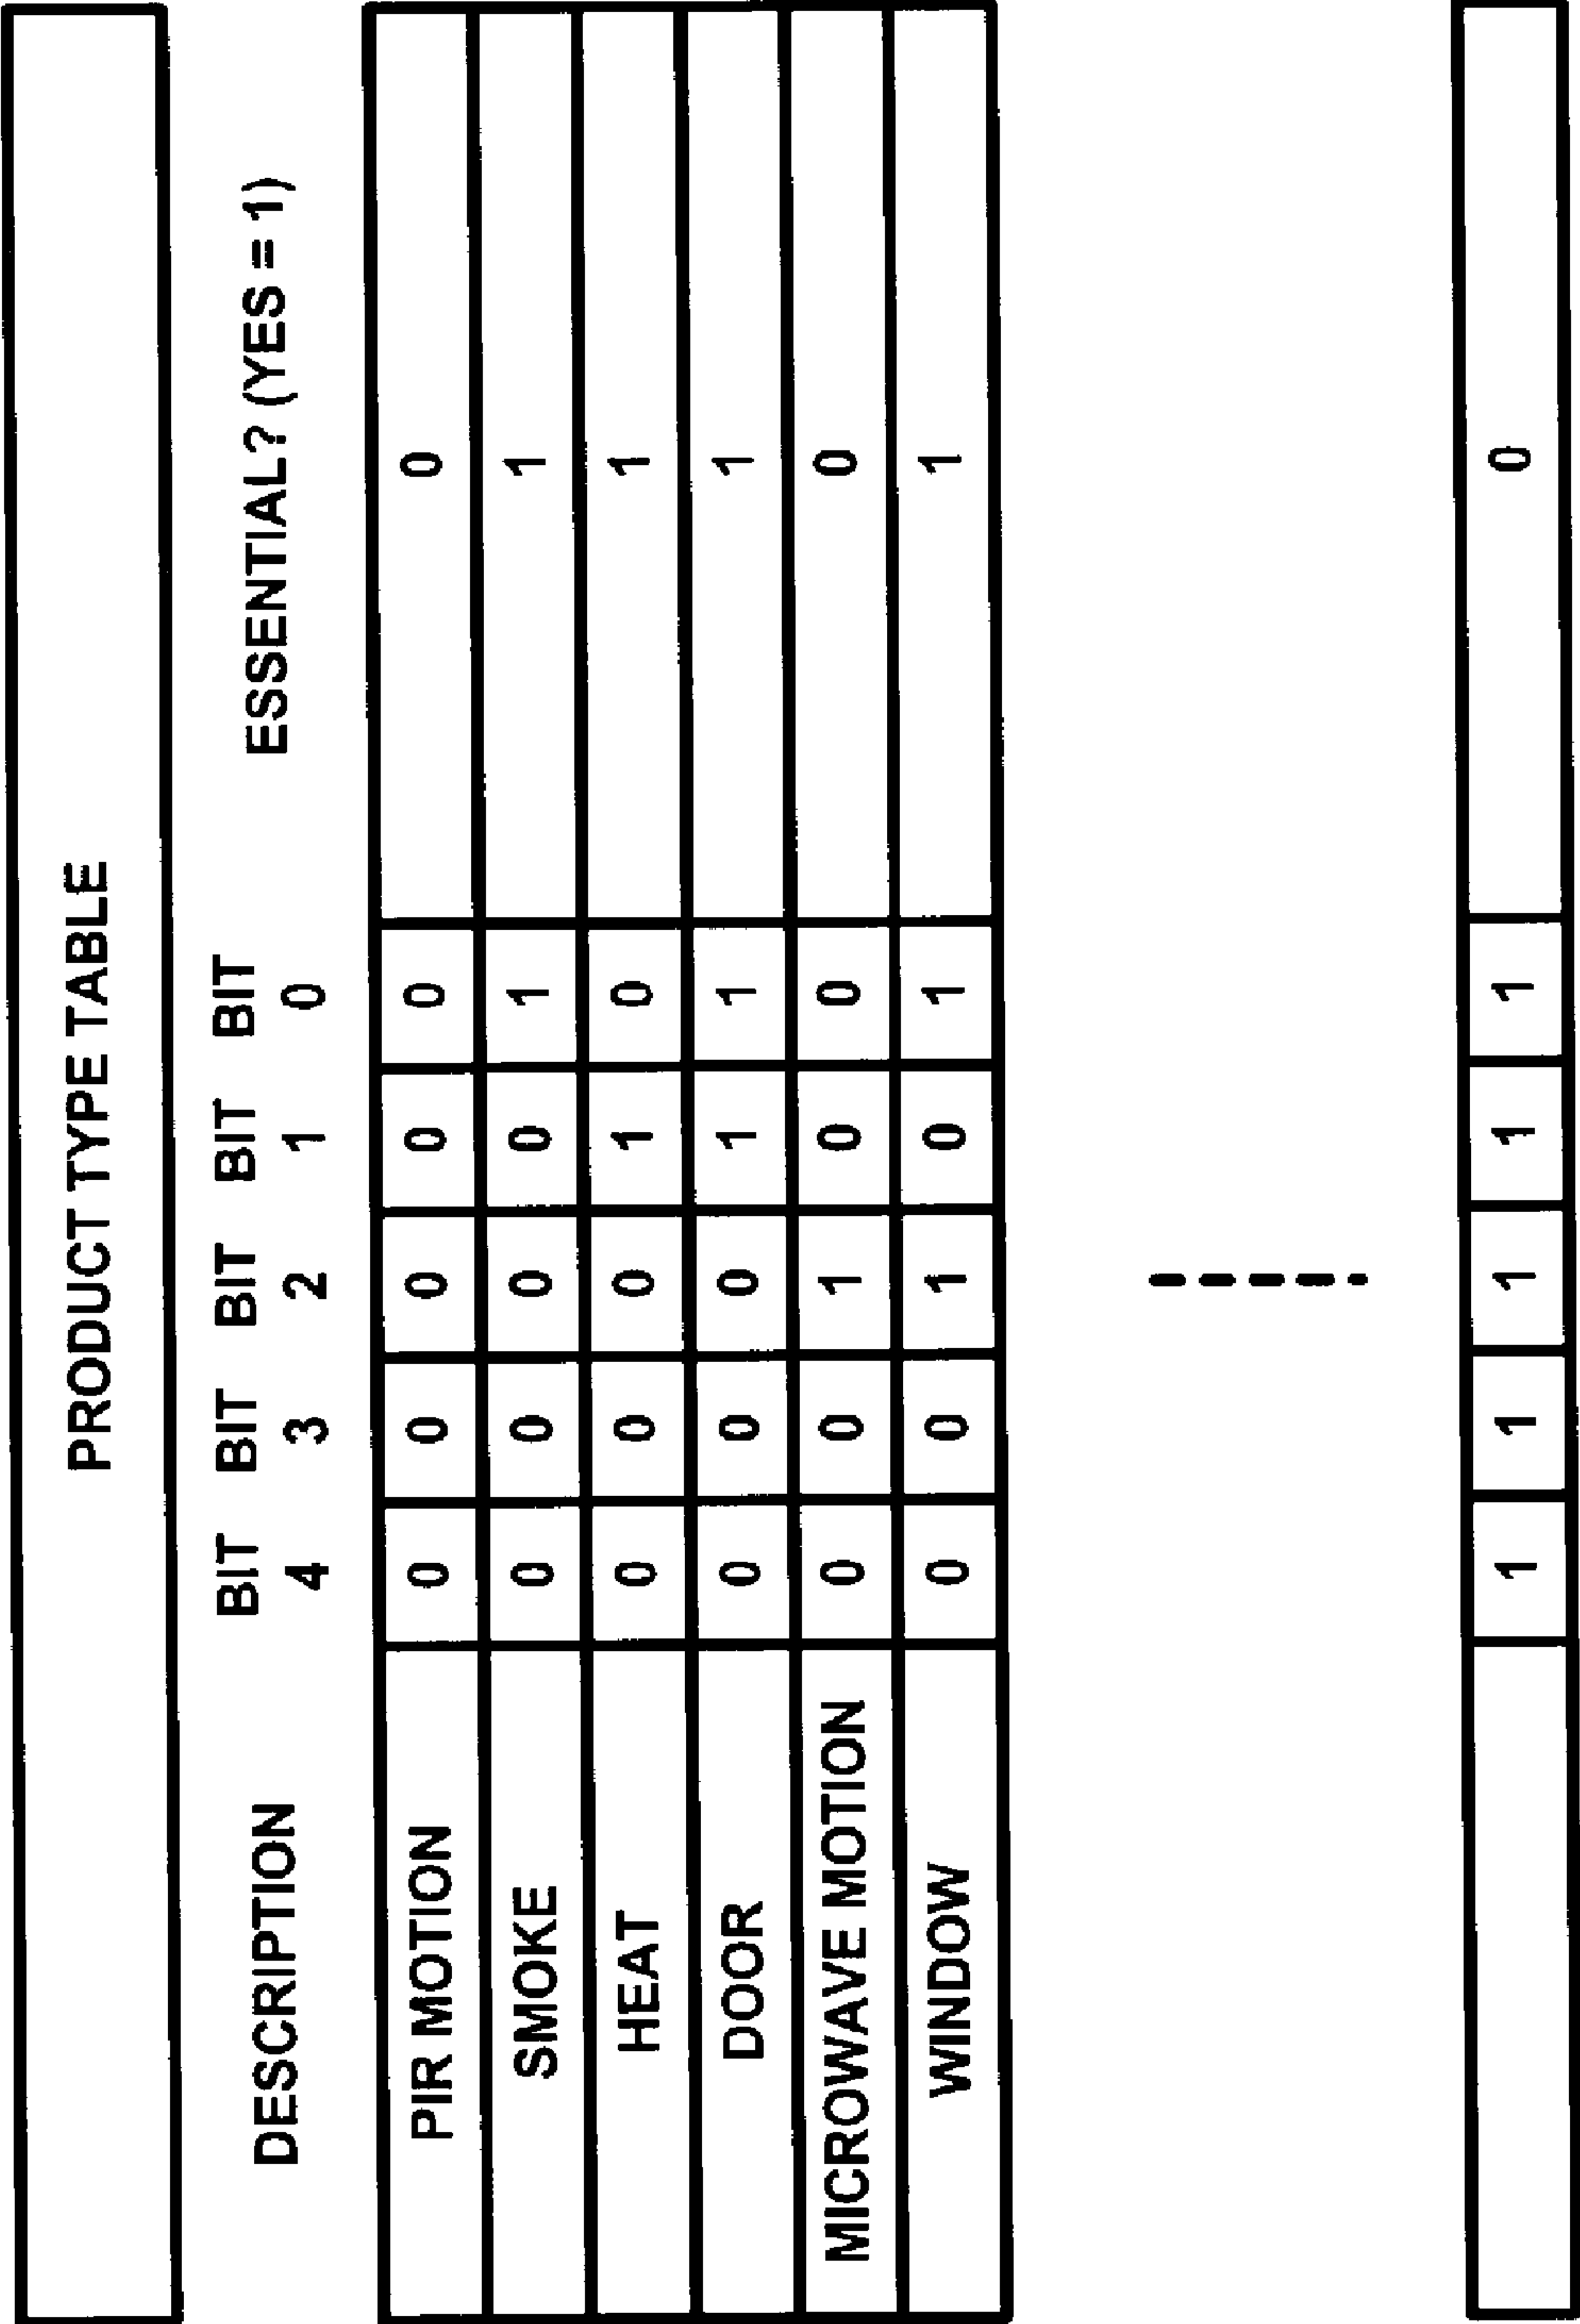 PRODUCT TYPE TABLE
DESCRIPTION BIT 4 BIT 3 BIT 2 BIT 1 BIT 0 ESSENTIAL? (YES = 1)
PIR MOTION 0 0 0 0 0 0
SMOKE 0 0 0 0 1 1
HEAT 0 0 0 1 0 1
DOOR 0 0 0 1 1 1
MICROWAVE MOTION 0 0 1 0 0 0
WINDOW 0 0 1 0 1 1
1 1 1 1 1 0